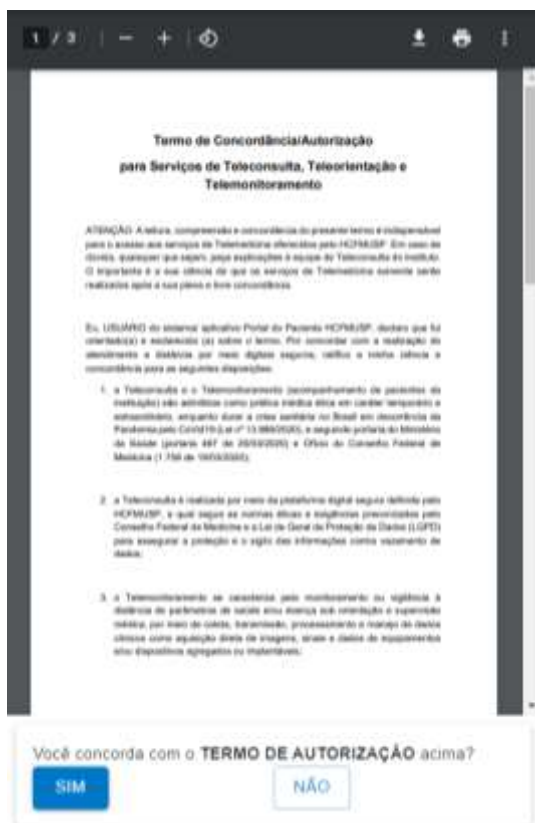 1 / 3
Termo de Concordância/Autorização
para Serviços de Teleconsulta, Teleorientação e
Telemonitoramento
ATENÇÃO: A leitura, compreensão e concordância do presente termo é indispensável
para o acesso aos serviços de Telemedicina oferecidos pelo HCFMUSP. Em caso de
dúvida, quaisquer que sejam, peça explicações à equipe de Teleconsulta do Instituto.
O importante é a sua ciência de que os serviços de Telemedicina somente serão
realizados após a sua plena e livre concordância.
Eu, USUÁRIO do sistema aplicativo Portal do Paciente HCFMUSP, declaro que fui
orientado(a) e esclarecido (a) sobre o termo. Por concordar com a realização do
atendimento a distância por meio digitais seguros, ratifico a minha ciência e
concordância para as seguintes disposições:
1. a Teleconsulta e o Telemonitoramento (acompanhamento de pacientes da
instituição) são admitidos como prática médica ética em caráter temporário e
extraordinário, enquanto durar a crise sanitária no Brasil em decorrência da
Pandemia pelo Covid19 (Lei nº 13.989/2020), e segundo portaria do Ministério
da Saúde (portaria 467 de 20/03/2020) e Ofício do Conselho Federal de
Medicina (1.756 de 19/03/2020);
2. a Teleconsulta é realizada por meio da plataforma digital segura definida pelo
HCFMUSP, a qual segue as normas éticas e exigências preconizadas pelo
Conselho Federal de Medicina e a Lei de Geral de Proteção de Dados (LGPD)
para assegurar a proteção e o sigilo das informações contra vazamento de
dados;
3. o Telemonitoramento se caracteriza pelo monitoramento ou vigilância à
distância de parâmetros de saúde e/ou doença sob orientação e supervisão
médica, por meio de coleta, transmissão, processamento e manejo de dados
clínicos como aquisição direta de imagens, sinais e dados de equipamentos
e/ou dispositivos agregados ou implantáveis;
Você concorda com o TERMO DE AUTORIZAÇÃO acima?
SIM NÃO